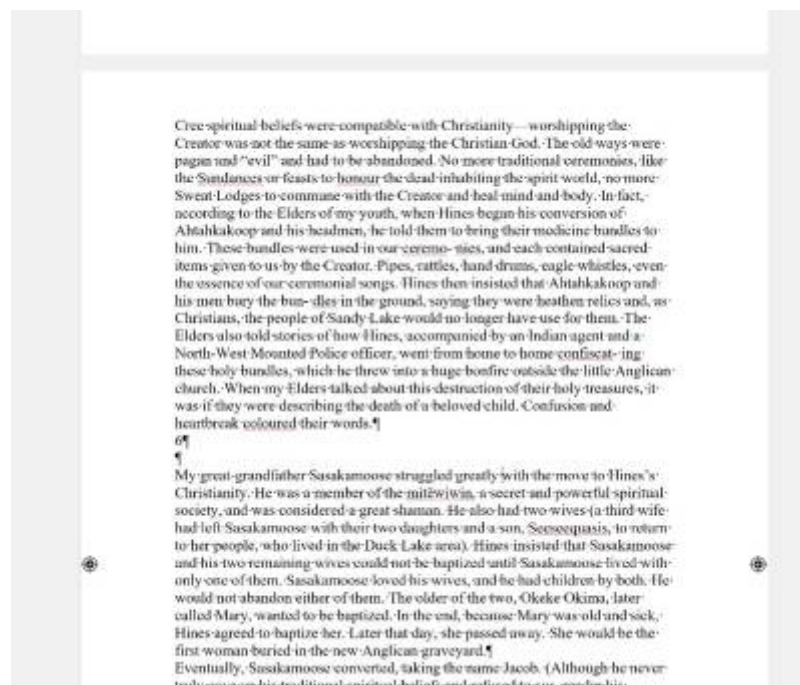 Cree spiritual beliefs were compatible with Christianity—worshipping the
Creator was not the same as worshipping the Christian God. The old ways were
pagan and “evil” and had to be abandoned. No more traditional ceremonies, like
the Sundances or feasts to honour the dead inhabiting the spirit world, no more
Sweat Lodges to commune with the Creator and heal mind and body. In fact,
according to the Elders of my youth, when Hines began his conversion of
Ahtahkakoop and his headmen, he told them to bring their medicine bundles to
him. These bundles were used in our ceremo- nies, and each contained sacred
items given to us by the Creator. Pipes, rattles, hand drums, eagle whistles, even
the essence of our ceremonial songs. Hines then insisted that Ahtahkakoop and
his men bury the bun- dles in the ground, saying they were heathen relics and, as
Christians, the people of Sandy Lake would no longer have use for them. The
Elders also told stories of how Hines, accompanied by an Indian agent and a
North-West Mounted Police officer, went from home to home confiscat- ing
these holy bundles, which he threw into a huge bonfire outside the little Anglican
church. When my Elders talked about this destruction of their holy treasures, it
was if they were describing the death of a beloved child. Confusion and
heartbreak coloured their words.¶
6¶
¶
My great-grandfather Sasakamoose struggled greatly with the move to Hines’s
Christianity. He was a member of the mitêwiwin, a secret and powerful spiritual
society, and was considered a great shaman. He also had two wives (a third wife
had left Sasakamoose with their two daughters and a son, Seeseequasis, to return
to her people, who lived in the Duck Lake area). Hines insisted that Sasakamoose
and his two remaining wives could not be baptized until Sasakamoose lived with
only one of them. Sasakamoose loved his wives, and he had children by both. He
would not abandon either of them. The older of the two, Okeke Okima, later
called Mary, wanted to be baptized. In the end, because Mary was old and sick,
Hines agreed to baptize her. Later that day, she passed away. She would be the
first woman buried in the new Anglican graveyard.¶
Eventually, Sasakamoose converted, taking the name Jacob. (Although he never